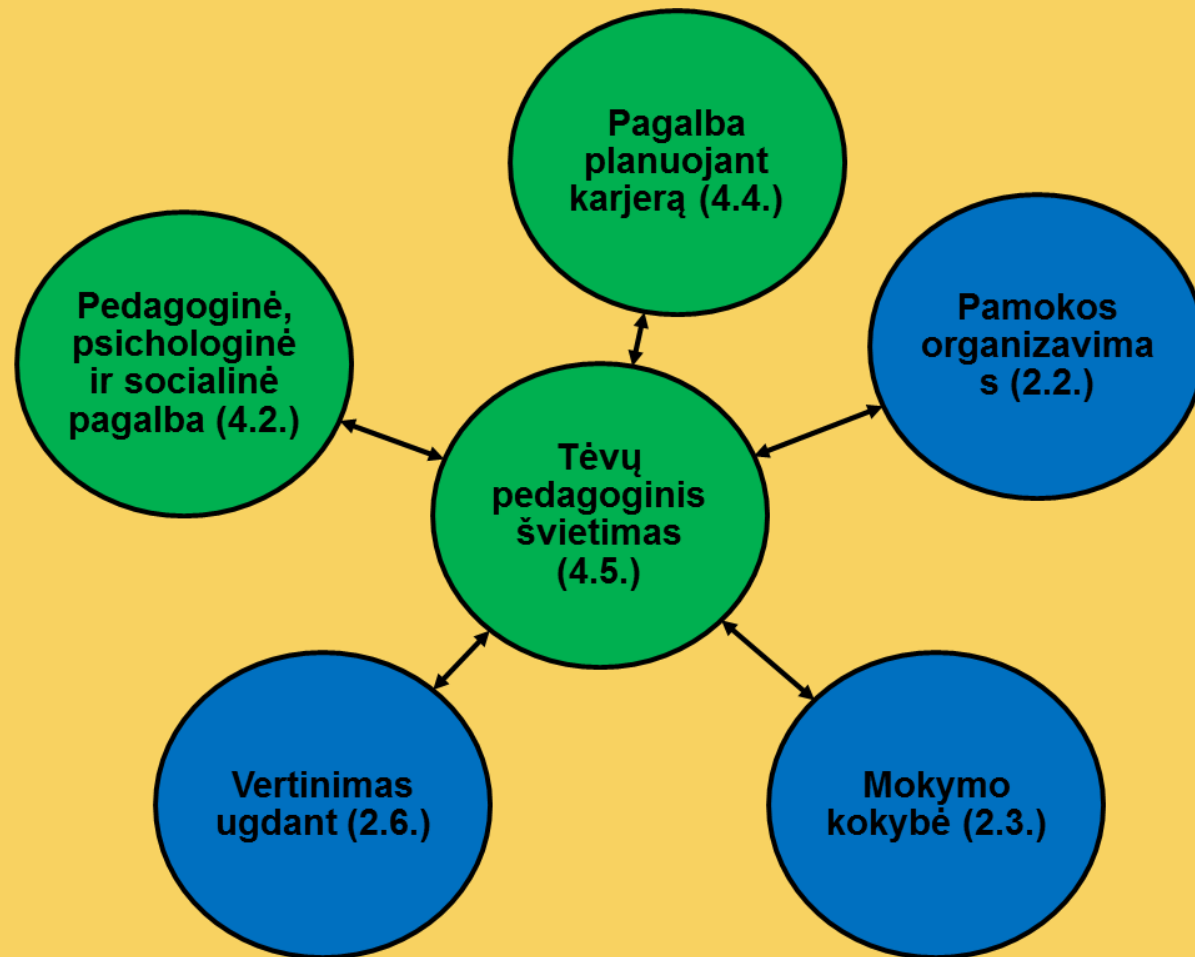 Pagalba
planuojant
karjerą (4.4.)
Pedagoginė,
psichologinė
ir socialinė
pagalba (4.2.)
Pamokos
organizavima
s (2.2.)
Tėvų
pedagoginis
švietimas
(4.5.)
Vertinimas
ugdant (2.6.)
Mokymo
kokybė (2.3.)